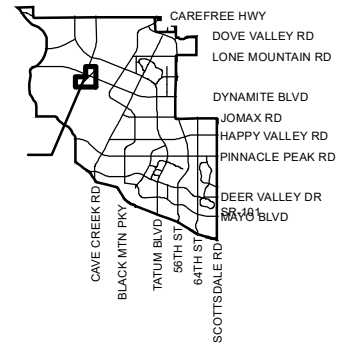 CAREFREE HWY
DOVE VALLEY RD
LONE MOUNTAIN RD
DYNAMITE BLVD
JOMAX RD
HAPPY VALLEY RD
PINNACLE PEAK RD
DEER VALLEY DR
SR-101
MAYO BLVD
CAVE CREEK RD
BLACK MTN PKY
TATUM BLVD
56TH ST
64TH ST
SCOTTSDALE RD